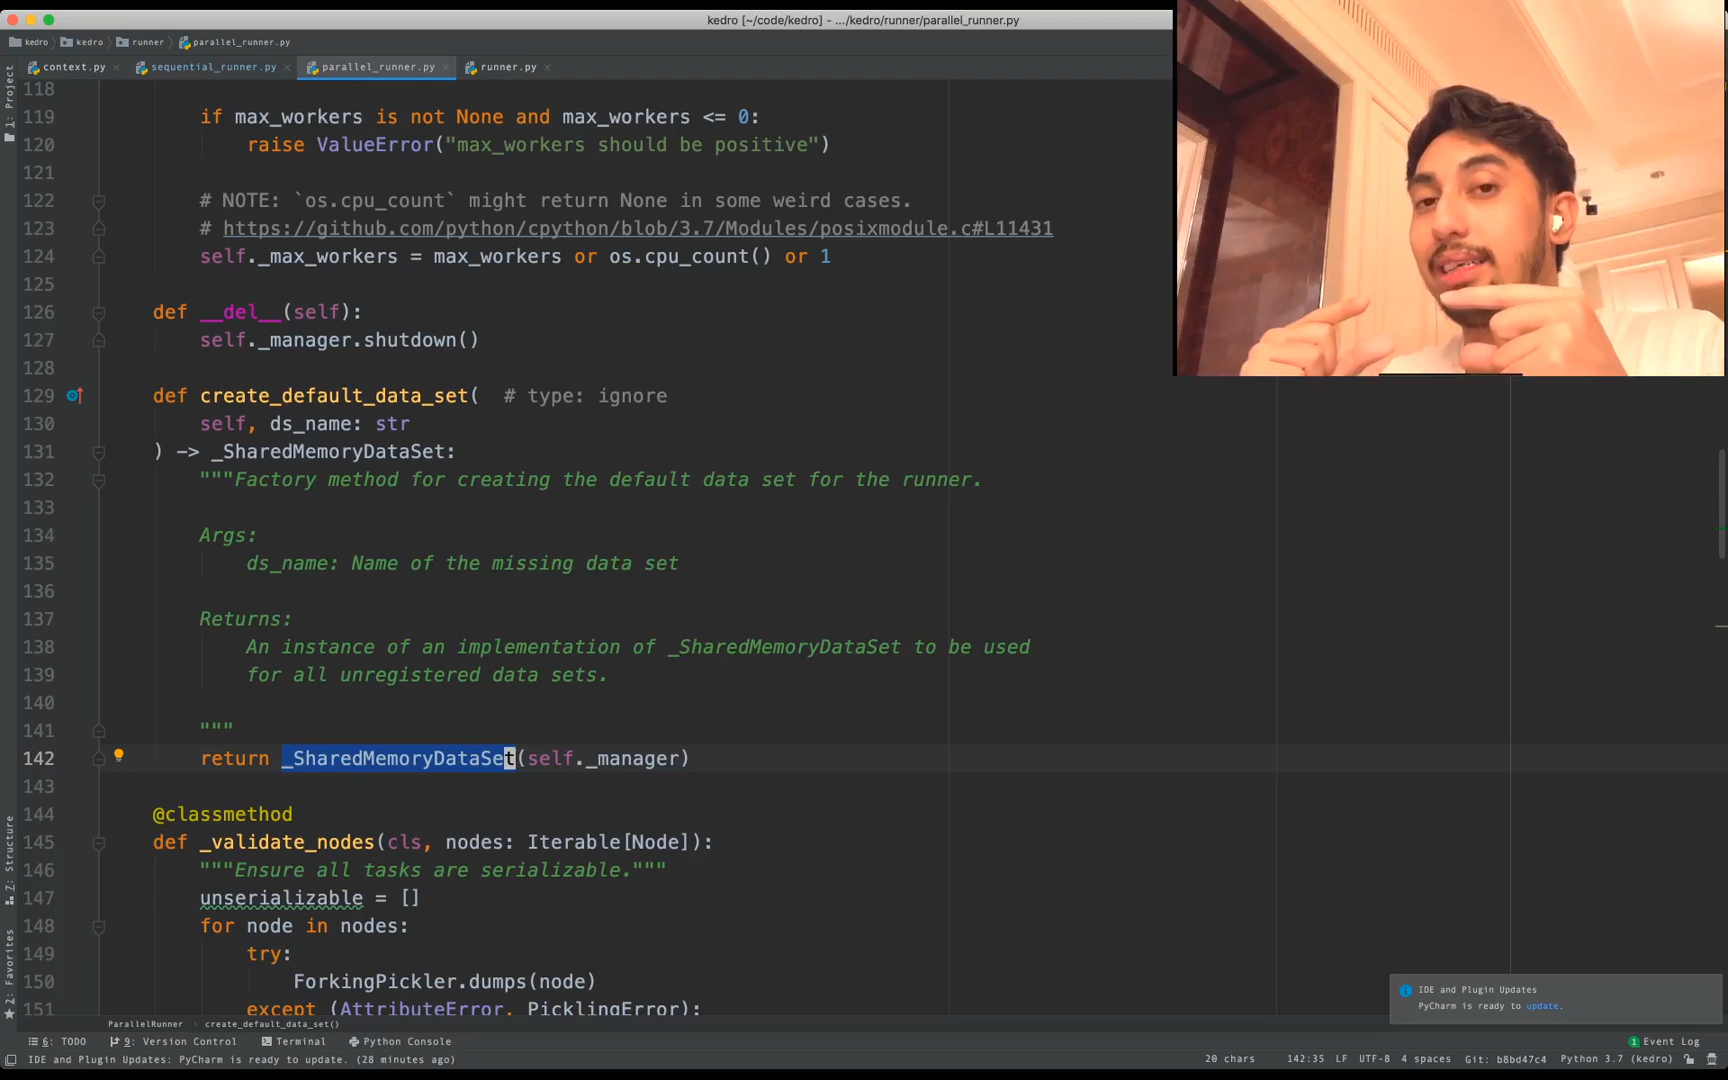 kedro [~/code/kedro] - .../kedro/runner/parallel_runner.py
kedro kedro runner parallel_runner.py
context.py sequential_runner.py parallel_runner.py runner.py
1: Project
118
119 if max_workers is not None and max_workers <= 0:
120 raise ValueError("max_workers should be positive")
121
122 # NOTE: `os.cpu_count` might return None in some weird cases.
123 # https://github.com/python/cpython/blob/3.7/Modules/posixmodule.c#L11431
124 self._max_workers = max_workers or os.cpu_count() or 1
125
126 def __del__(self):
127 self._manager.shutdown()
128
129 def create_default_data_set( # type: ignore
130 self, ds_name: str
131 ) -> _SharedMemoryDataSet:
132 """Factory method for creating the default data set for the runner.
133
134 Args:
135 ds_name: Name of the missing data set
136
137 Returns:
138 An instance of an implementation of _SharedMemoryDataSet to be used
139 for all unregistered data sets.
140
141 """
142 return _SharedMemoryDataSet(self._manager)
143
144 @classmethod
145 def _validate_nodes(cls, nodes: Iterable[Node]):
146 """Ensure all tasks are serializable."""
147 unserializable = []
148 for node in nodes:
149 try:
150 ForkingPickler.dumps(node)
151 except (AttributeError, PicklingError):
Z: Structure
2: Favorites
IDE and Plugin Updates
PyCharm is ready to update.
ParallelRunner › create_default_data_set()
6: TODO 9: Version Control Terminal Python Console 1 Event Log
IDE and Plugin Updates: PyCharm is ready to update. (28 minutes ago) 20 chars 142:35 LF UTF-8 4 spaces Git: b8bd47c4 Python 3.7 (kedro)